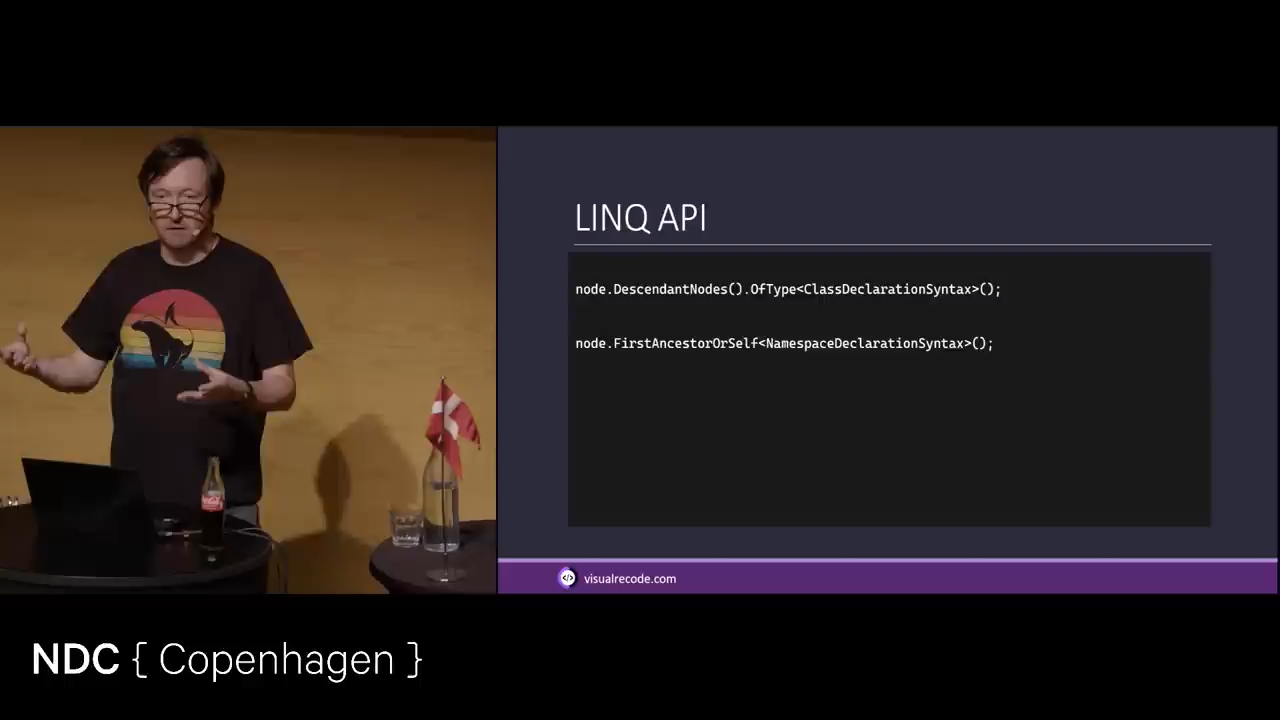 LINQ API
node.DescendantNodes().OfType<ClassDeclarationSyntax>();
node.FirstAncestorOrSelf<NamespaceDeclarationSyntax>();
visualrecode.com
NDC { Copenhagen }